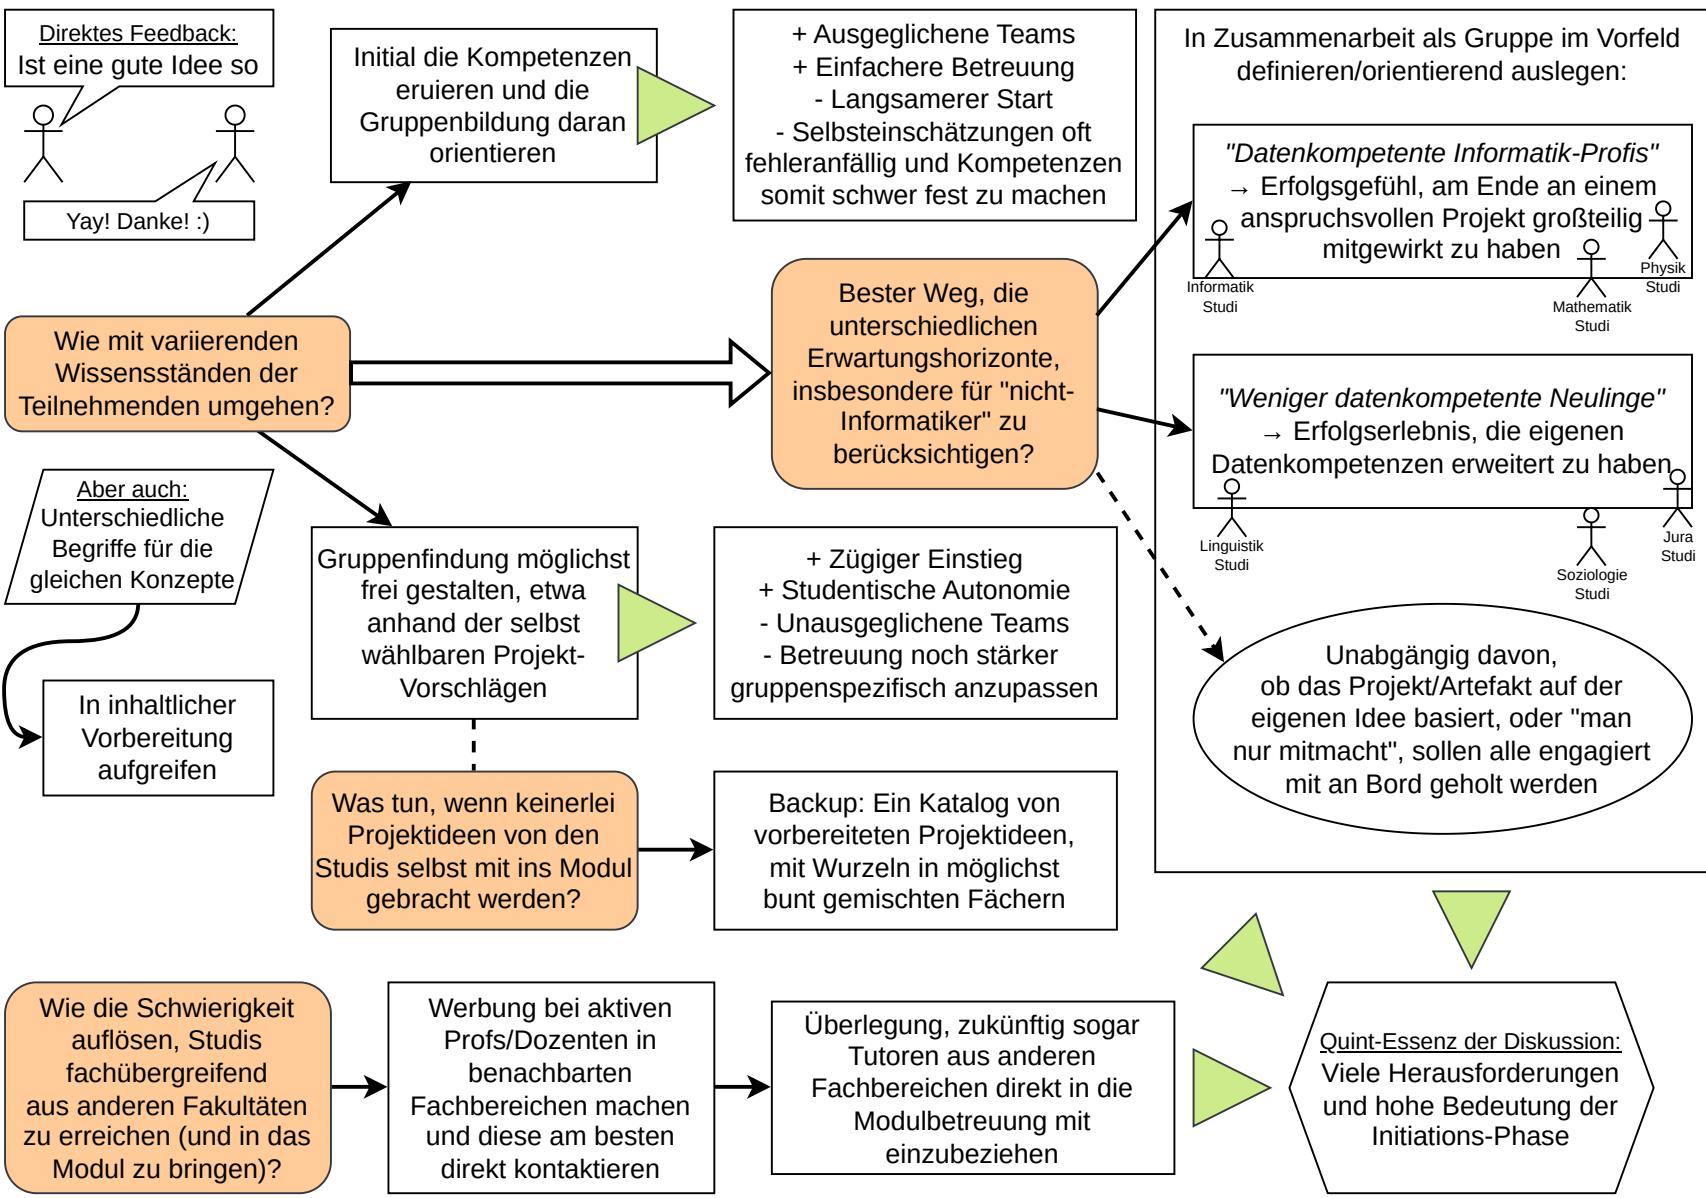 Direktes Feedback:
Ist eine gute Idee so
Yay! Danke! :)
Initial die Kompetenzen
eruieren und die
Gruppenbildung daran
orientieren
+ Ausgeglichene Teams
+ Einfachere Betreuung
- Langsamerer Start
- Selbsteinschätzungen oft
fehleranfällig und Kompetenzen
somit schwer fest zu machen
In Zusammenarbeit als Gruppe im Vorfeld
definieren/orientierend auslegen:
"Datenkompetente Informatik-Profis"
→ Erfolgsgefühl, am Ende an einem
anspruchsvollen Projekt großteilig
mitgewirkt zu haben
Informatik
Studi
Mathematik
Studi
Physik
Studi
Wie mit variierenden
Wissensständen der
Teilnehmenden umgehen?
Bester Weg, die
unterschiedlichen
Erwartungshorizonte,
insbesondere für "nicht-
Informatiker" zu
berücksichtigen?
"Weniger datenkompetente Neulinge"
→ Erfolgserlebnis, die eigenen
Datenkompetenzen erweitert zu haben
Linguistik
Studi
Soziologie
Studi
Jura
Studi
Aber auch:
Unterschiedliche
Begriffe für die
gleichen Konzepte
In inhaltlicher
Vorbereitung
aufgreifen
Gruppenfindung möglichst
frei gestalten, etwa
anhand der selbst
wählbaren Projekt-
Vorschlägen
+ Zügiger Einstieg
+ Studentische Autonomie
- Unausgeglichene Teams
- Betreuung noch stärker
gruppenspezifisch anzupassen
Unabgängig davon,
ob das Projekt/Artefakt auf der
eigenen Idee basiert, oder "man
nur mitmacht", sollen alle engagiert
mit an Bord geholt werden
Was tun, wenn keinerlei
Projektideen von den
Studis selbst mit ins Modul
gebracht werden?
Backup: Ein Katalog von
vorbereiteten Projektideen,
mit Wurzeln in möglichst
bunt gemischten Fächern
Wie die Schwierigkeit
auflösen, Studis
fachübergreifend
aus anderen Fakultäten
zu erreichen (und in das
Modul zu bringen)?
Werbung bei aktiven
Profs/Dozenten in
benachbarten
Fachbereichen machen
und diese am besten
direkt kontaktieren
Überlegung, zukünftig sogar
Tutoren aus anderen
Fachbereichen direkt in die
Modulbetreuung mit
einzubeziehen
Quint-Essenz der Diskussion:
Viele Herausforderungen
und hohe Bedeutung der
Initiations-Phase